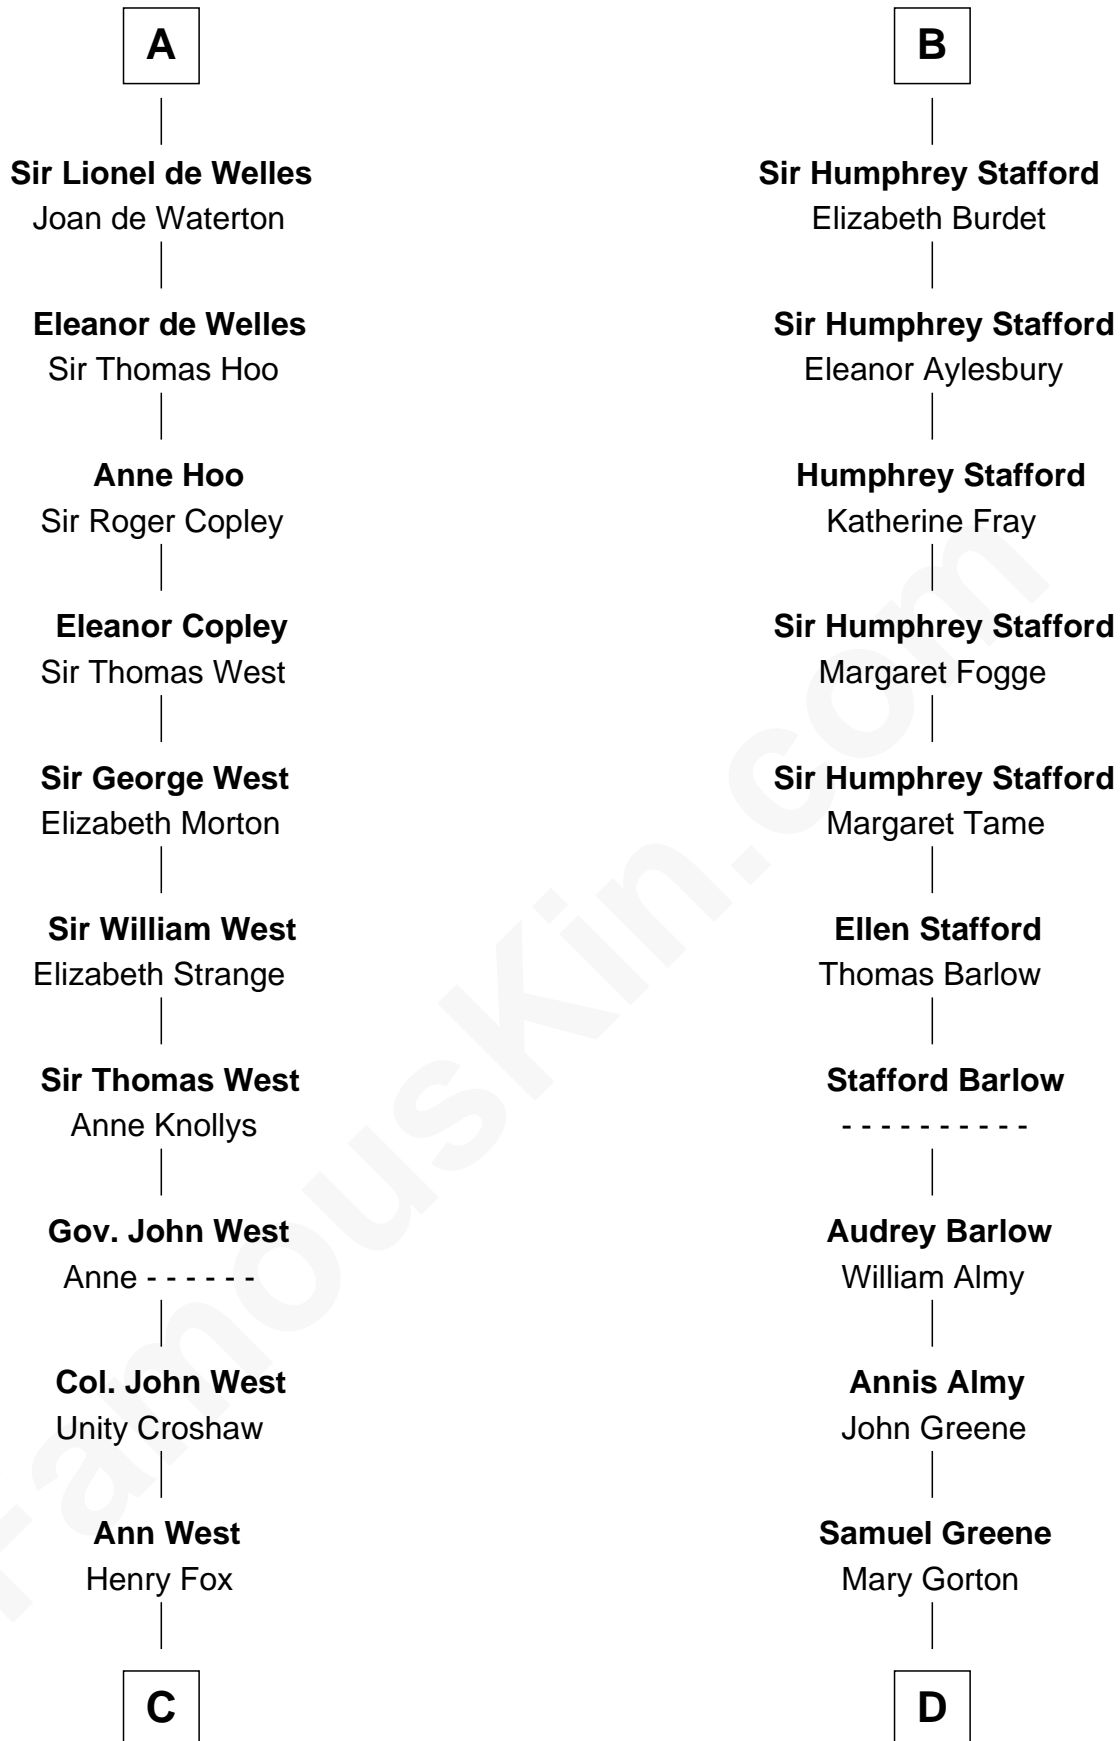 A
Sir Lionel de Welles
Joan de Waterton
Eleanor de Welles
Sir Thomas Hoo
Anne Hoo
Sir Roger Copley
Eleanor Copley
Sir Thomas West
Sir George West
Elizabeth Morton
Sir William West
Elizabeth Strange
Sir Thomas West
Anne Knollys
Gov. John West
Anne - - - - - -
Col. John West
Unity Croshaw
Ann West
Henry Fox
C
B
Sir Humphrey Stafford
Elizabeth Burdet
Sir Humphrey Stafford
Eleanor Aylesbury
Humphrey Stafford
Katherine Fray
Sir Humphrey Stafford
Margaret Fogge
Sir Humphrey Stafford
Margaret Tame
Ellen Stafford
Thomas Barlow
Stafford Barlow
- - - - - - - - - -
Audrey Barlow
William Almy
Annis Almy
John Greene
Samuel Greene
Mary Gorton
D
FamousKin.com